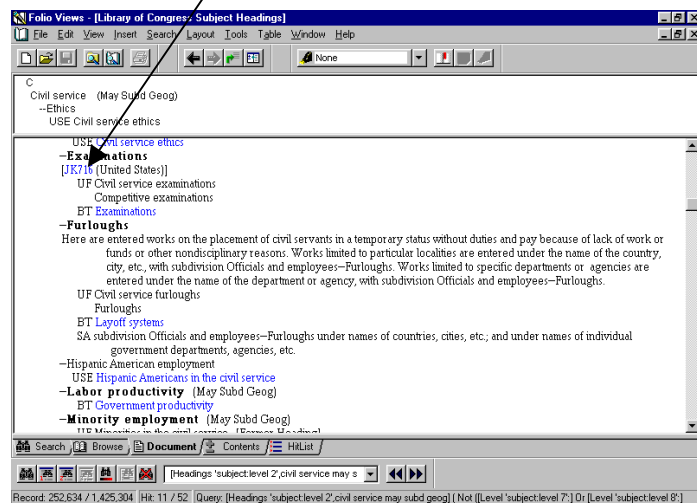 Folio Views - [Library of Congress Subject Headings]
File Edit View Insert Search Layout Tools Table Window Help
None
C
Civil service (May Subd Geog)
--Ethics
USE Civil service ethics
USE Civil service ethics
—Examinations
[JK716 (United States)]
UF Civil service examinations
Competitive examinations
BT Examinations
—Furloughs
Here are entered works on the placement of civil servants in a temporary status without duties and pay because of lack of work or
funds or other nondisciplinary reasons. Works limited to particular localities are entered under the name of the country,
city, etc., with subdivision Officials and employees—Furloughs. Works limited to specific departments or agencies are
entered under the name of the department or agency, with subdivision Officials and employees—Furloughs.
UF Civil service furloughs
Furloughs
BT Layoff systems
SA subdivision Officials and employees—Furloughs under names of countries, cities, etc.; and under names of individual
government departments, agencies, etc.
—Hispanic American employment
USE Hispanic Americans in the civil service
—Labor productivity (May Subd Geog)
BT Government productivity
—Minority employment (May Subd Geog)
UF Minorities in the civil service [Former Heading]
Search Browse Document Contents HitList
[Headings 'subject:level 2',civil service may s
Record: 252,634 / 1,425,304 Hit: 11 / 52 Query: [Headings 'subject:level 2',civil service may subd geog] ( Not ([Level 'subject:level 7':] Or [Level 'subject:level 8':]